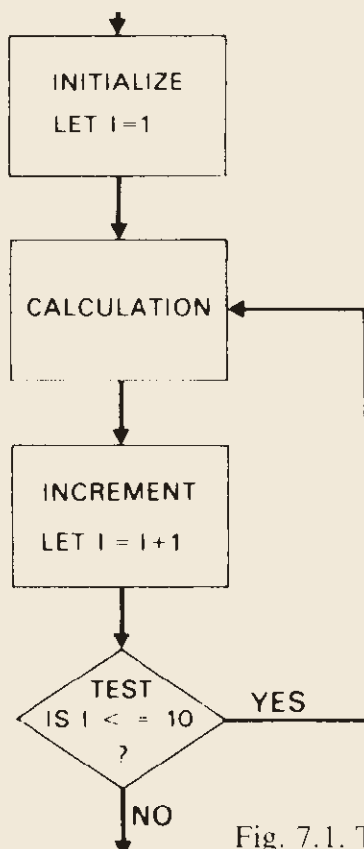 INITIALIZE
LET I=1
CALCULATION
INCREMENT
LET I = I+1
TEST
IS I < = 10
?
YES
NO
Fig. 7.1. T